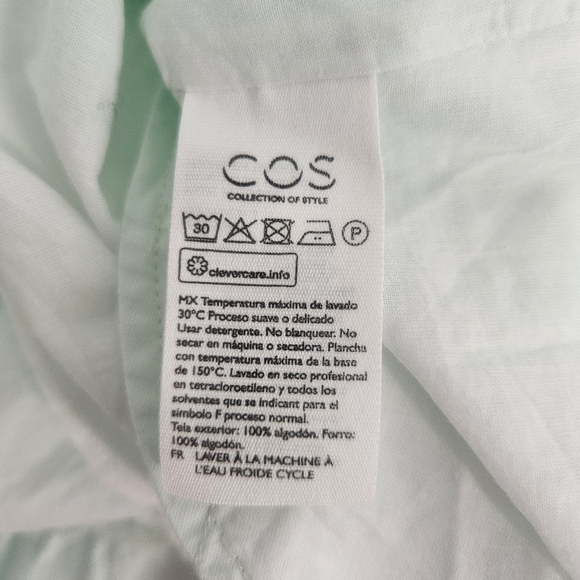 COS
COLLECTION OF STYLE
30 P
clevercare.info
MX Temperatura máxima de lavado
30°C Proceso suave o delicado
Usar detergente. No blanquear. No
secar en máquina o secadora. Plancha
con temperatura máxima de la base
de 150°C. Lavado en seco profesional
en tetracloroetileno y todos los
solventes que se indicant para el
simbolo F proceso normal.
Tela exterior: 100% algodón. Forro:
100% algodón.
FR LAVER À LA MACHINE À
L'EAU FROIDE CYCLE